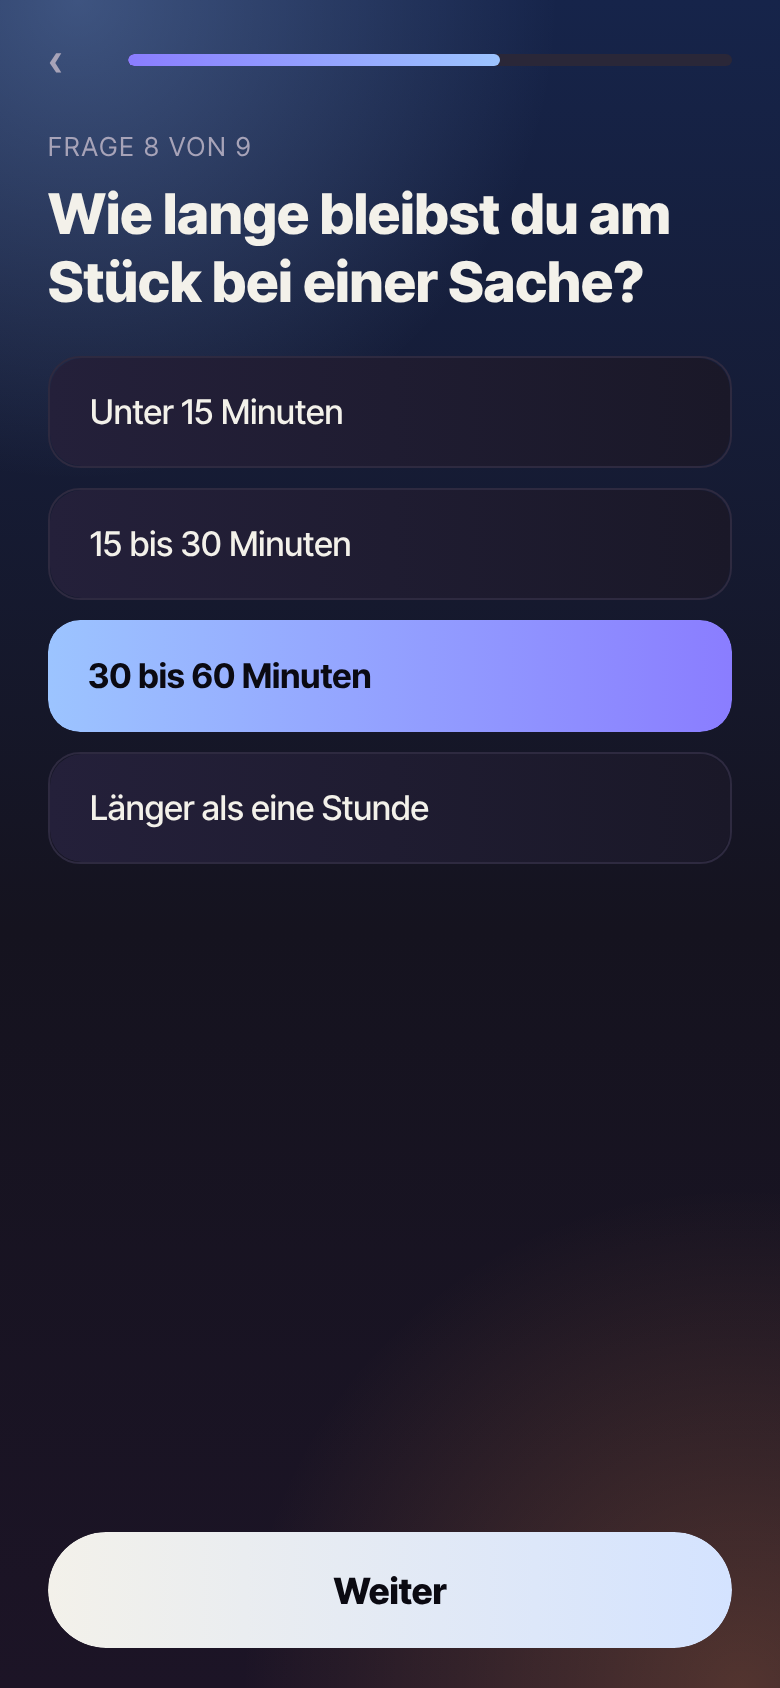 FRAGE 8 VON 9
Wie lange bleibst du am
Stück bei einer Sache?
Unter 15 Minuten
15 bis 30 Minuten
30 bis 60 Minuten
Länger als eine Stunde
Weiter